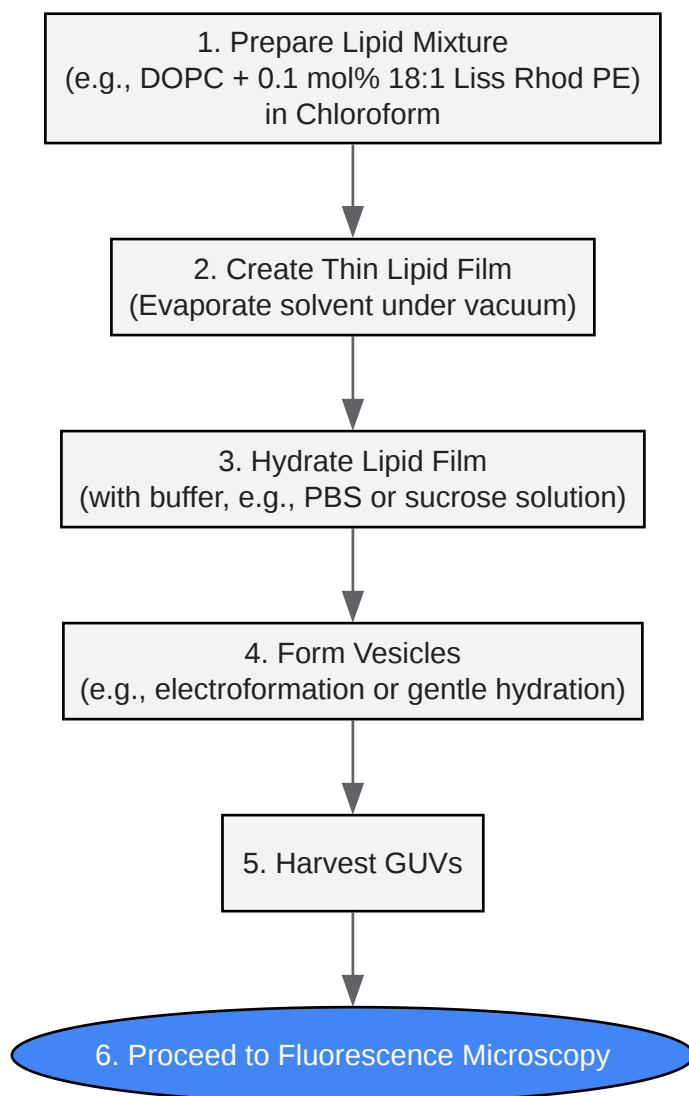 1. Prepare Lipid Mixture
(e.g., DOPC + 0.1 mol% 18:1 Liss Rhod PE)
in Chloroform
2. Create Thin Lipid Film
(Evaporate solvent under vacuum)
3. Hydrate Lipid Film
(with buffer, e.g., PBS or sucrose solution)
4. Form Vesicles
(e.g., electroformation or gentle hydration)
5. Harvest GUVs
6. Proceed to Fluorescence Microscopy